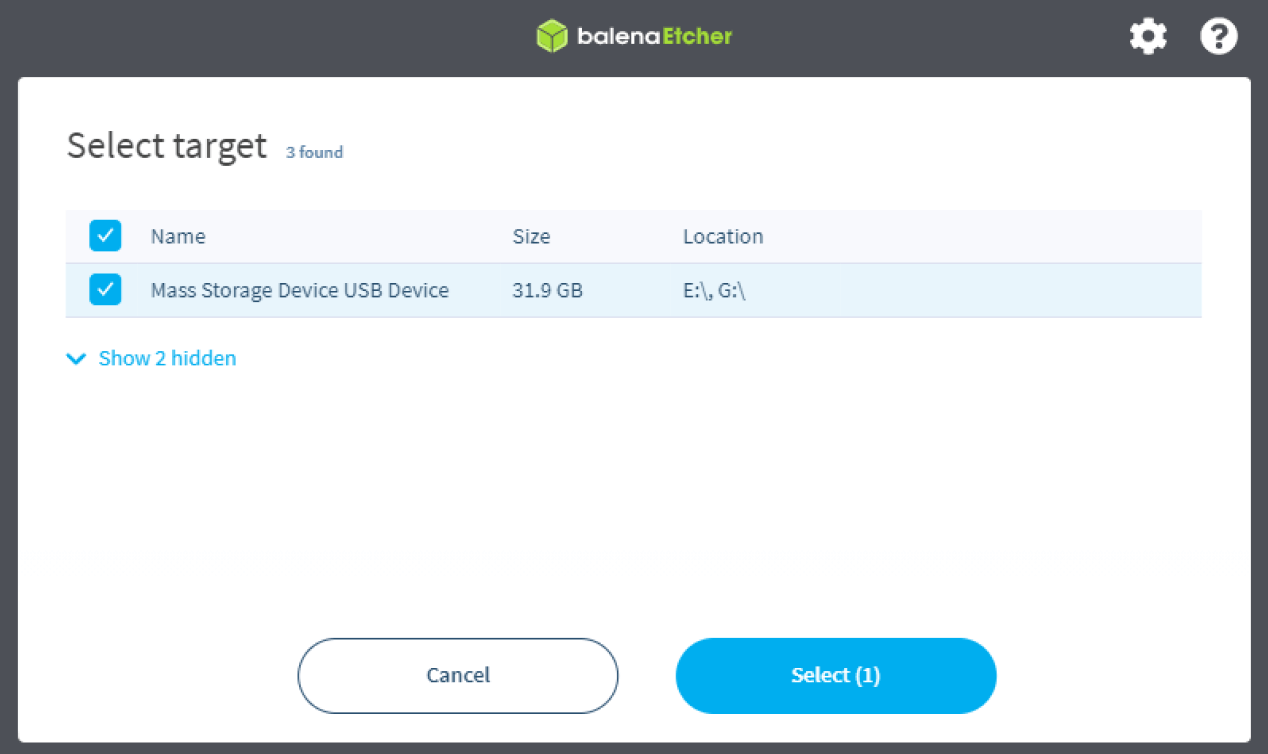 balenaEtcher
Select target 3 found
Name Size Location
Mass Storage Device USB Device 31.9 GB E:\, G:\
Show 2 hidden
Cancel Select (1)